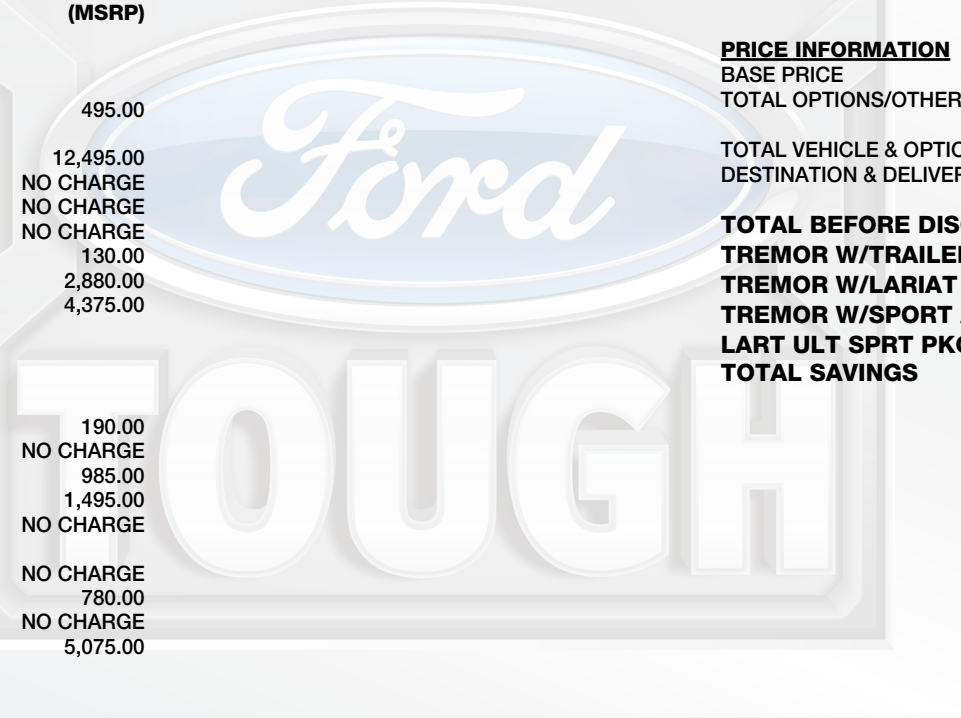 (MSRP)
495.00
12,495.00
NO CHARGE
NO CHARGE
NO CHARGE
130.00
2,880.00
4,375.00
190.00
NO CHARGE
985.00
1,495.00
NO CHARGE
NO CHARGE
780.00
NO CHARGE
5,075.00
Ford
TOUGH
PRICE INFORMATION
BASE PRICE
TOTAL OPTIONS/OTHER
TOTAL VEHICLE & OPTIO
DESTINATION & DELIVER
TOTAL BEFORE DIS
TREMOR W/TRAILE
TREMOR W/LARIAT
TREMOR W/SPORT
LART ULT SPRT PK
TOTAL SAVINGS